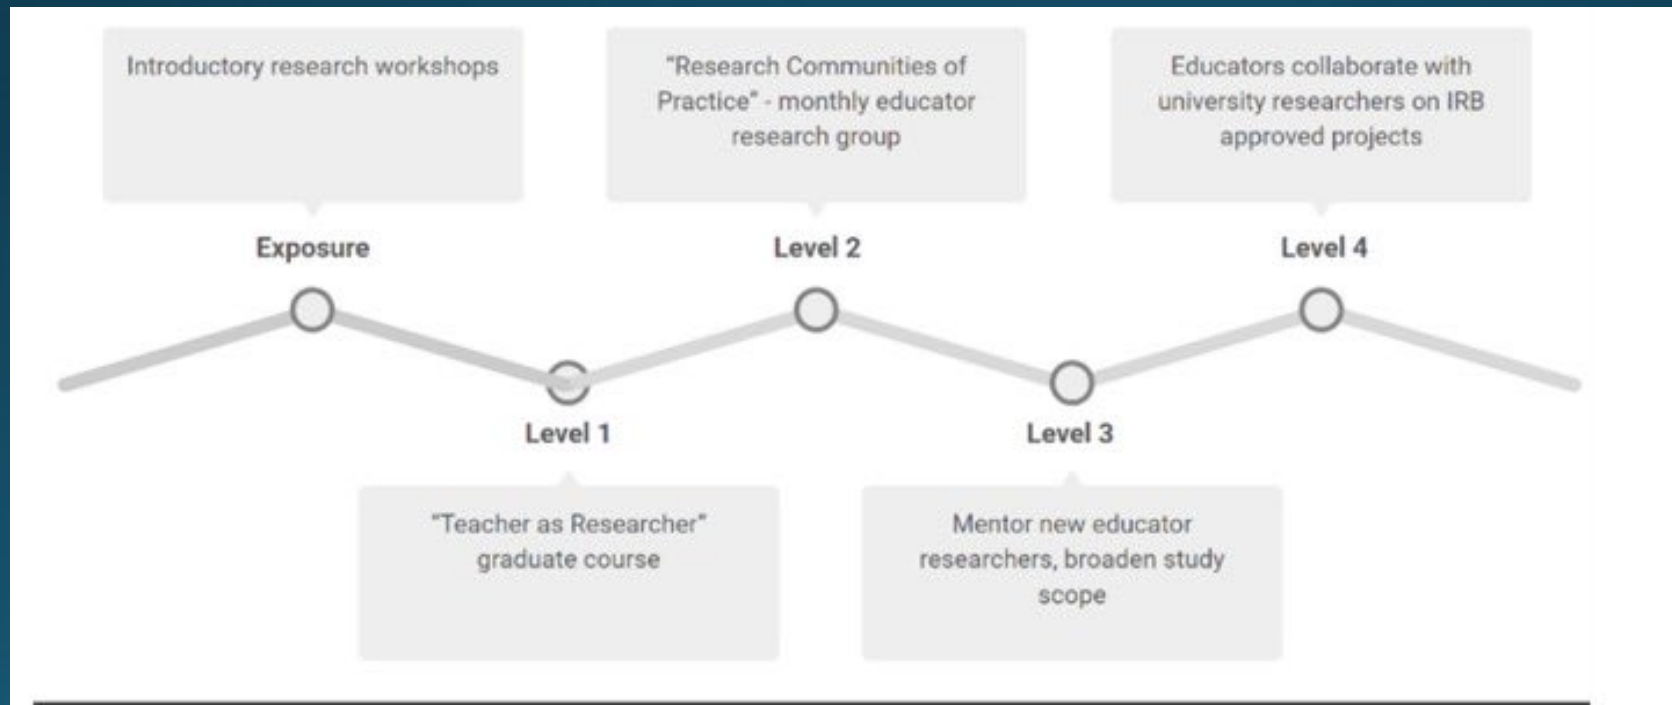 Introductory research workshops
Exposure
"Teacher as Researcher"
graduate course
Level 1
"Research Communities of
Practice" - monthly educator
research group
Level 2
Mentor new educator
researchers, broaden study
scope
Level 3
Educators collaborate with
university researchers on IRB
approved projects
Level 4